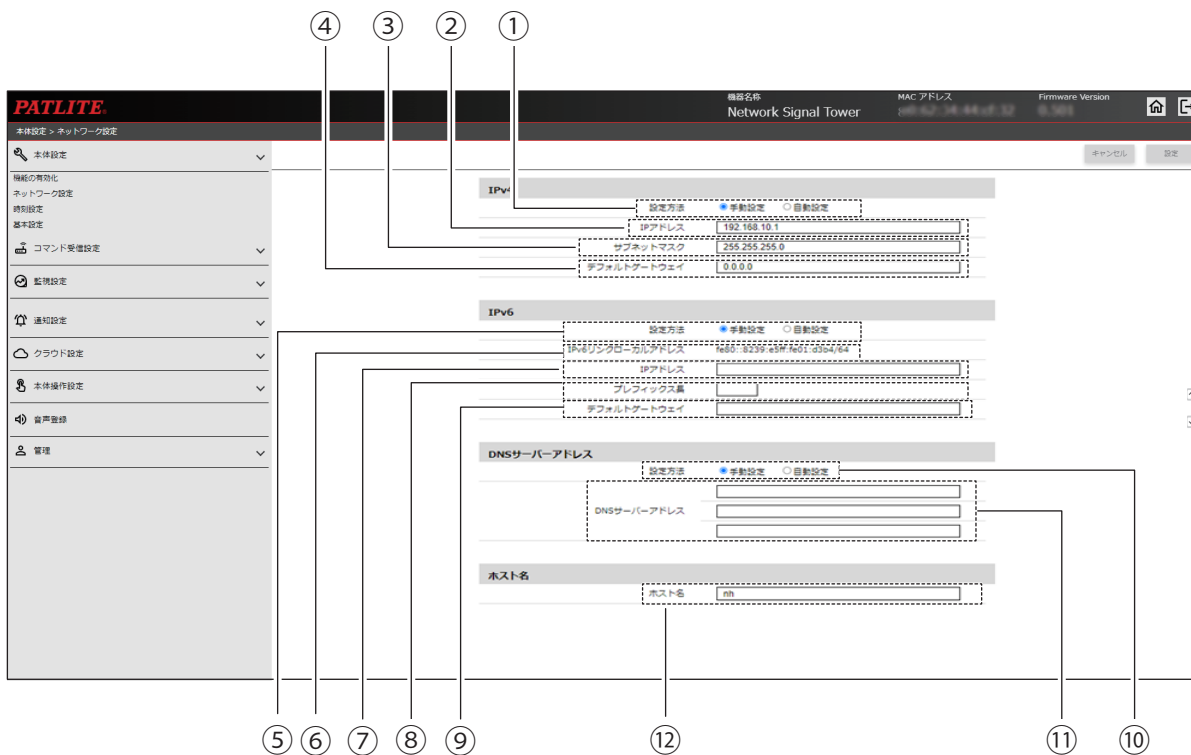 ④ ③ ② ①
PATLITE
機器名称
Network Signal Tower
MAC アドレス
Firmware Version
本体設定 > ネットワーク設定
本体設定
機能の有効化
ネットワーク設定
時刻設定
基本設定
コマンド受信設定
監視設定
通知設定
クラウド設定
本体操作設定
音声登録
管理
キャンセル 設定
IPv4
設定方法 手動設定 自動設定
IPアドレス 192.168.10.1
サブネットマスク 255.255.255.0
デフォルトゲートウェイ 0.0.0.0
IPv6
設定方法 手動設定 自動設定
IPv6リンクローカルアドレス fe80::8239:e5ff:fe01:d3b4/64
IPアドレス
プレフィックス長
デフォルトゲートウェイ
DNSサーバーアドレス
設定方法 手動設定 自動設定
DNSサーバーアドレス
ホスト名
ホスト名 nh
⑤ ⑥ ⑦ ⑧ ⑨ ⑫ ⑪ ⑩